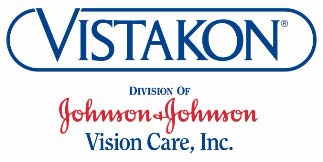 VISTAKON®
DIVISION OF
Johnson & Johnson
Vision Care, Inc.